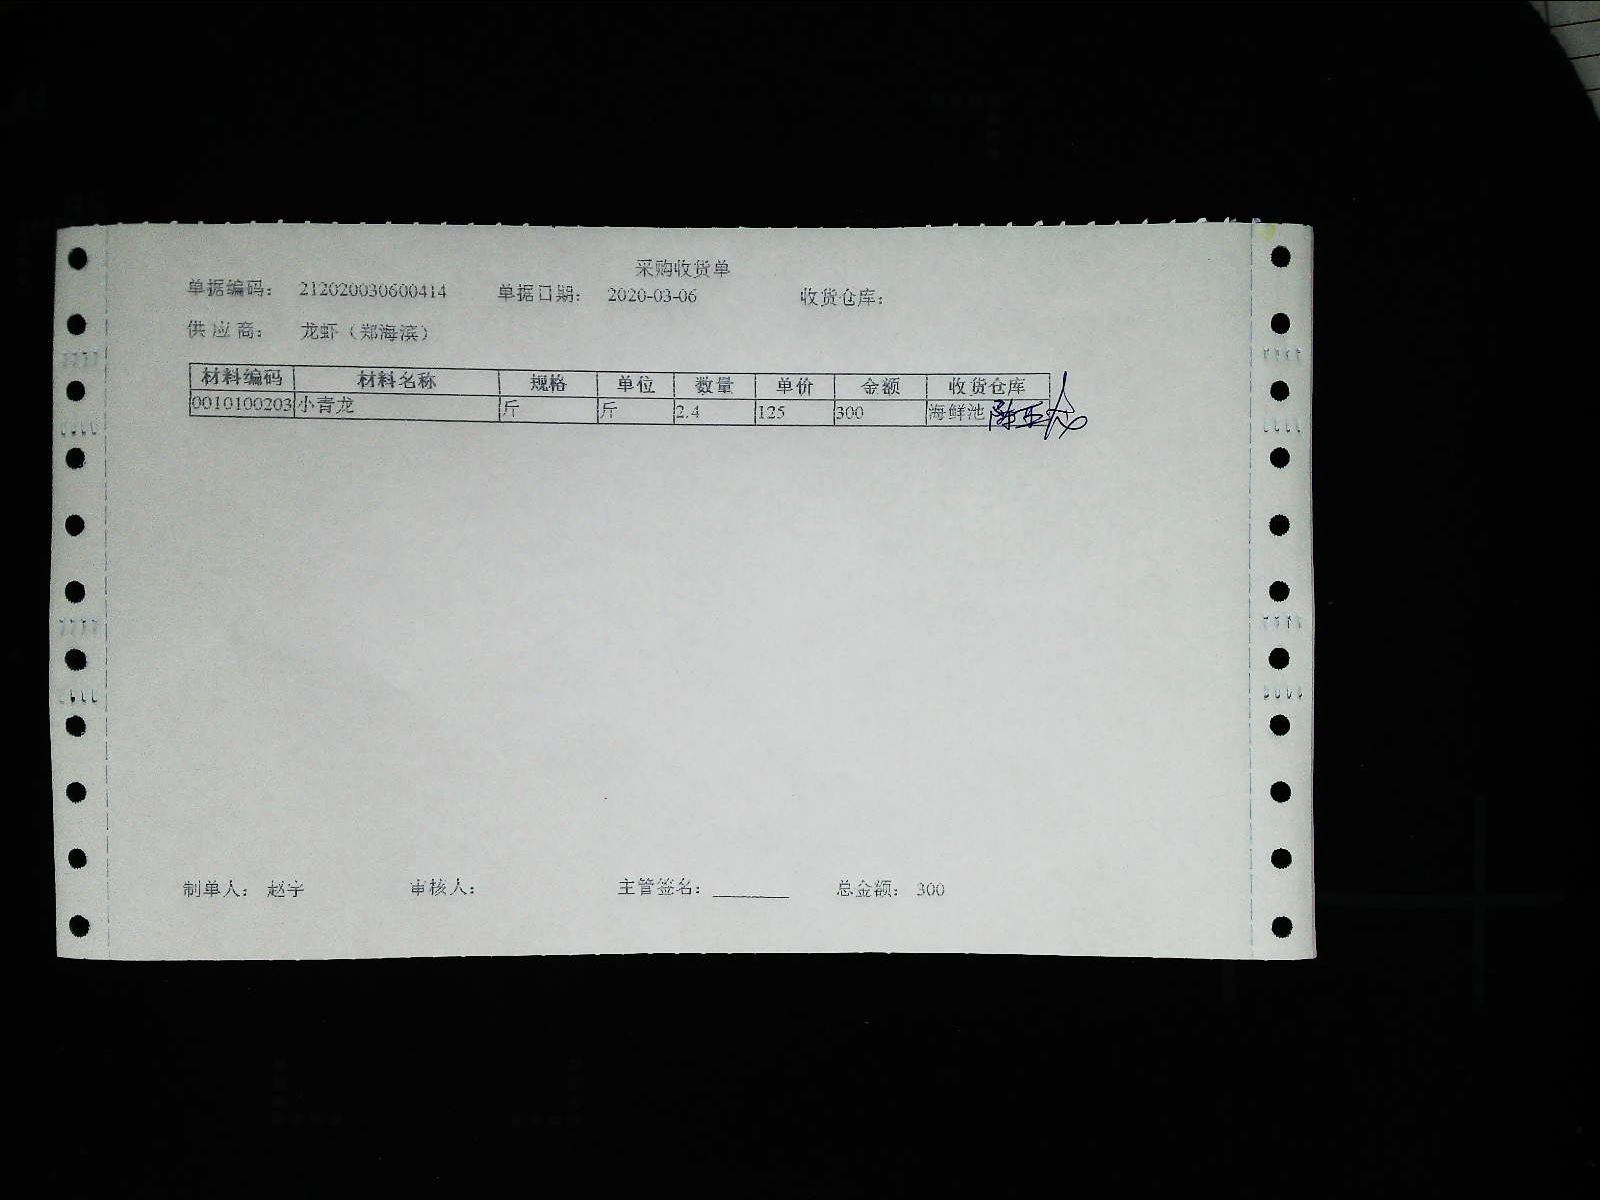 采购收货单
单据编码： 212020030600414 单据日期： 2020-03-06 收货仓库：
供 应 商： 龙虾（郑海滨）
材料编码 材料名称 规格 单位 数量 单价 金额 收货仓库
0010100203 小青龙 斤 斤 2.4 125 300 海鲜池
制单人： 赵宇 审核人： 主管签名： ________ 总金额： 300